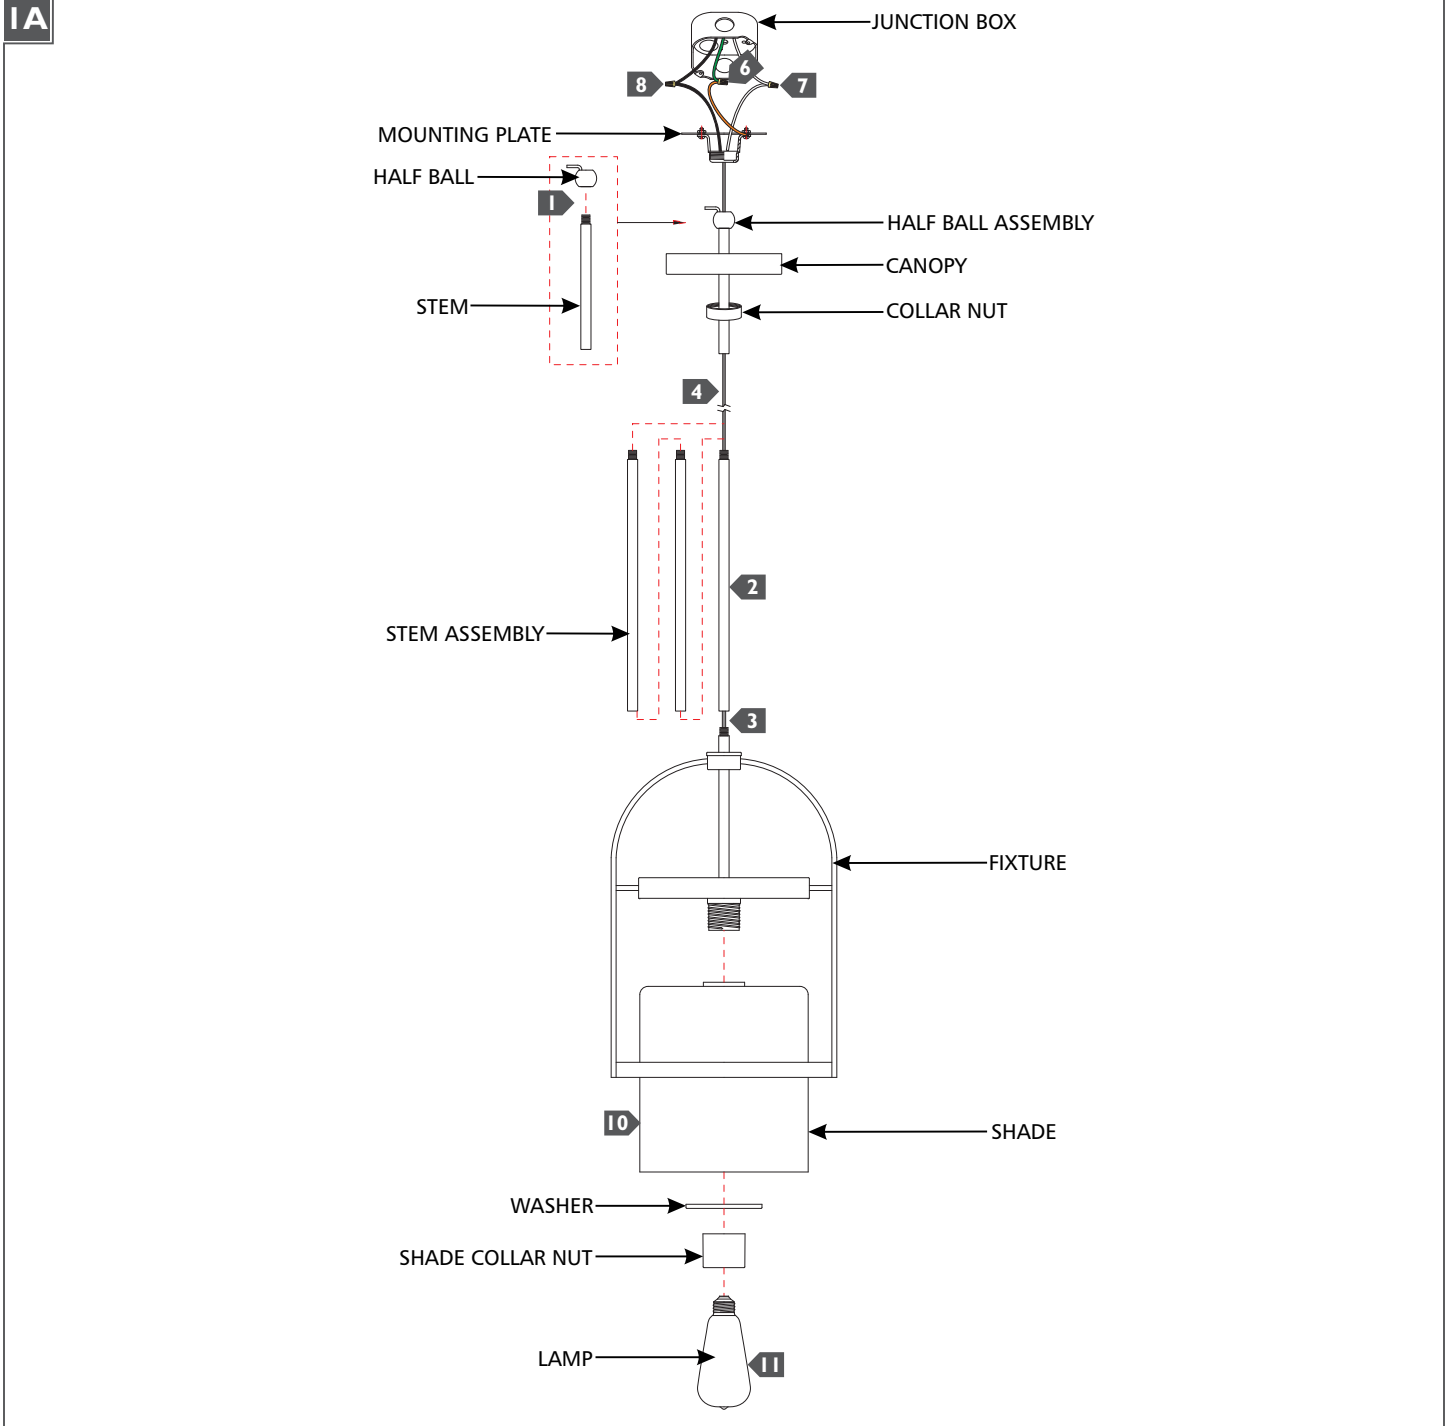 1A
JUNCTION BOX
6
8
7
MOUNTING PLATE
HALF BALL
1
HALF BALL ASSEMBLY
CANOPY
STEM
COLLAR NUT
4
2
STEM ASSEMBLY
3
FIXTURE
10
SHADE
WASHER
SHADE COLLAR NUT
LAMP
11